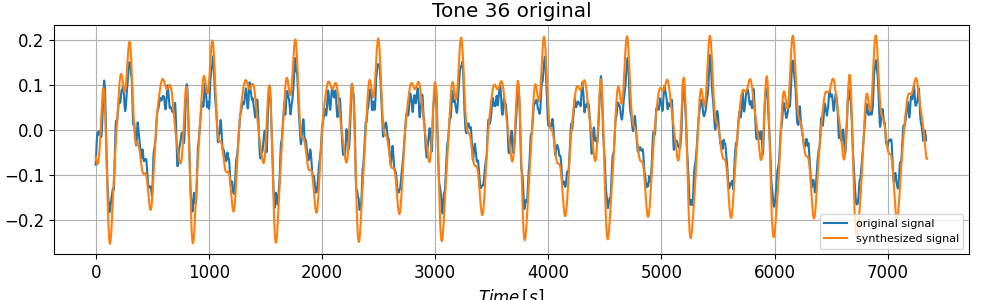 Tone 36 original
0.2
0.1
0.0
−0.1
−0.2
0 1000 2000 3000 4000 5000 6000 7000
Time [s]
original signal
synthesized signal